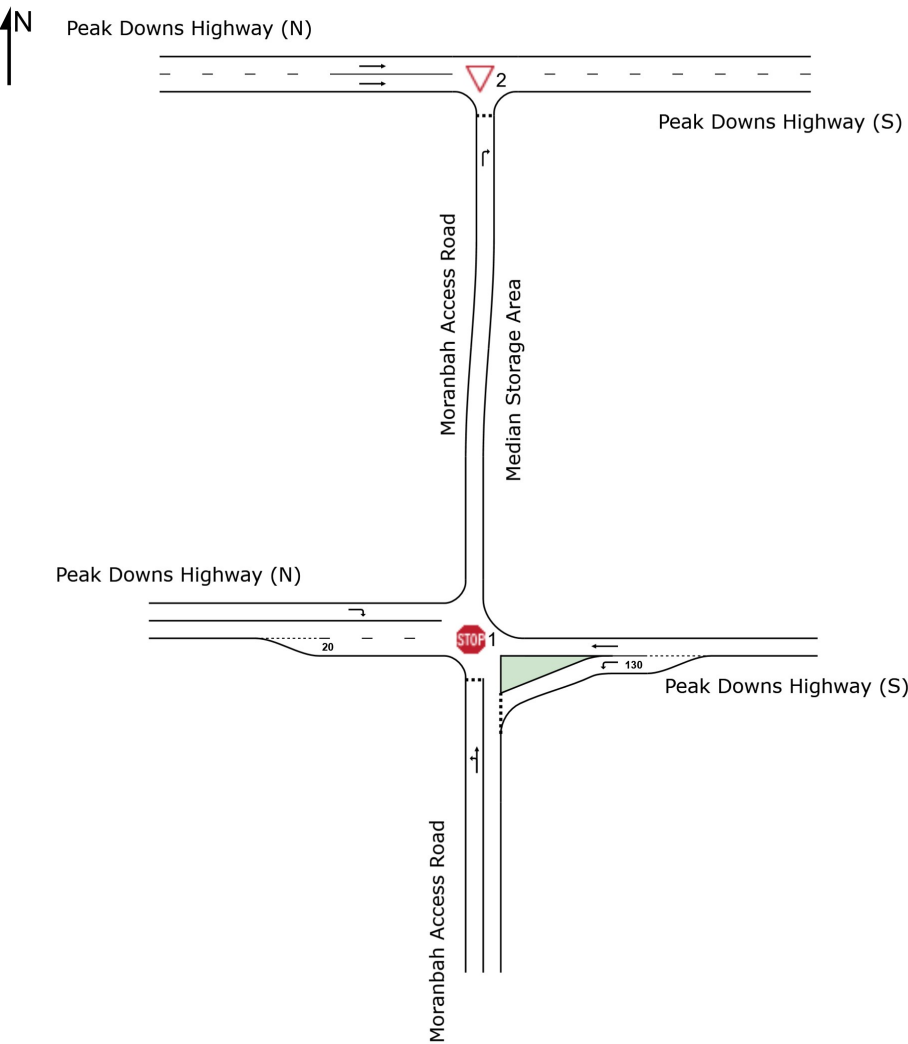 N
Peak Downs Highway (N)
2
Peak Downs Highway (S)
Moranbah Access Road
Median Storage Area
Peak Downs Highway (N)
STOP 1
20
130
Peak Downs Highway (S)
Moranbah Access Road